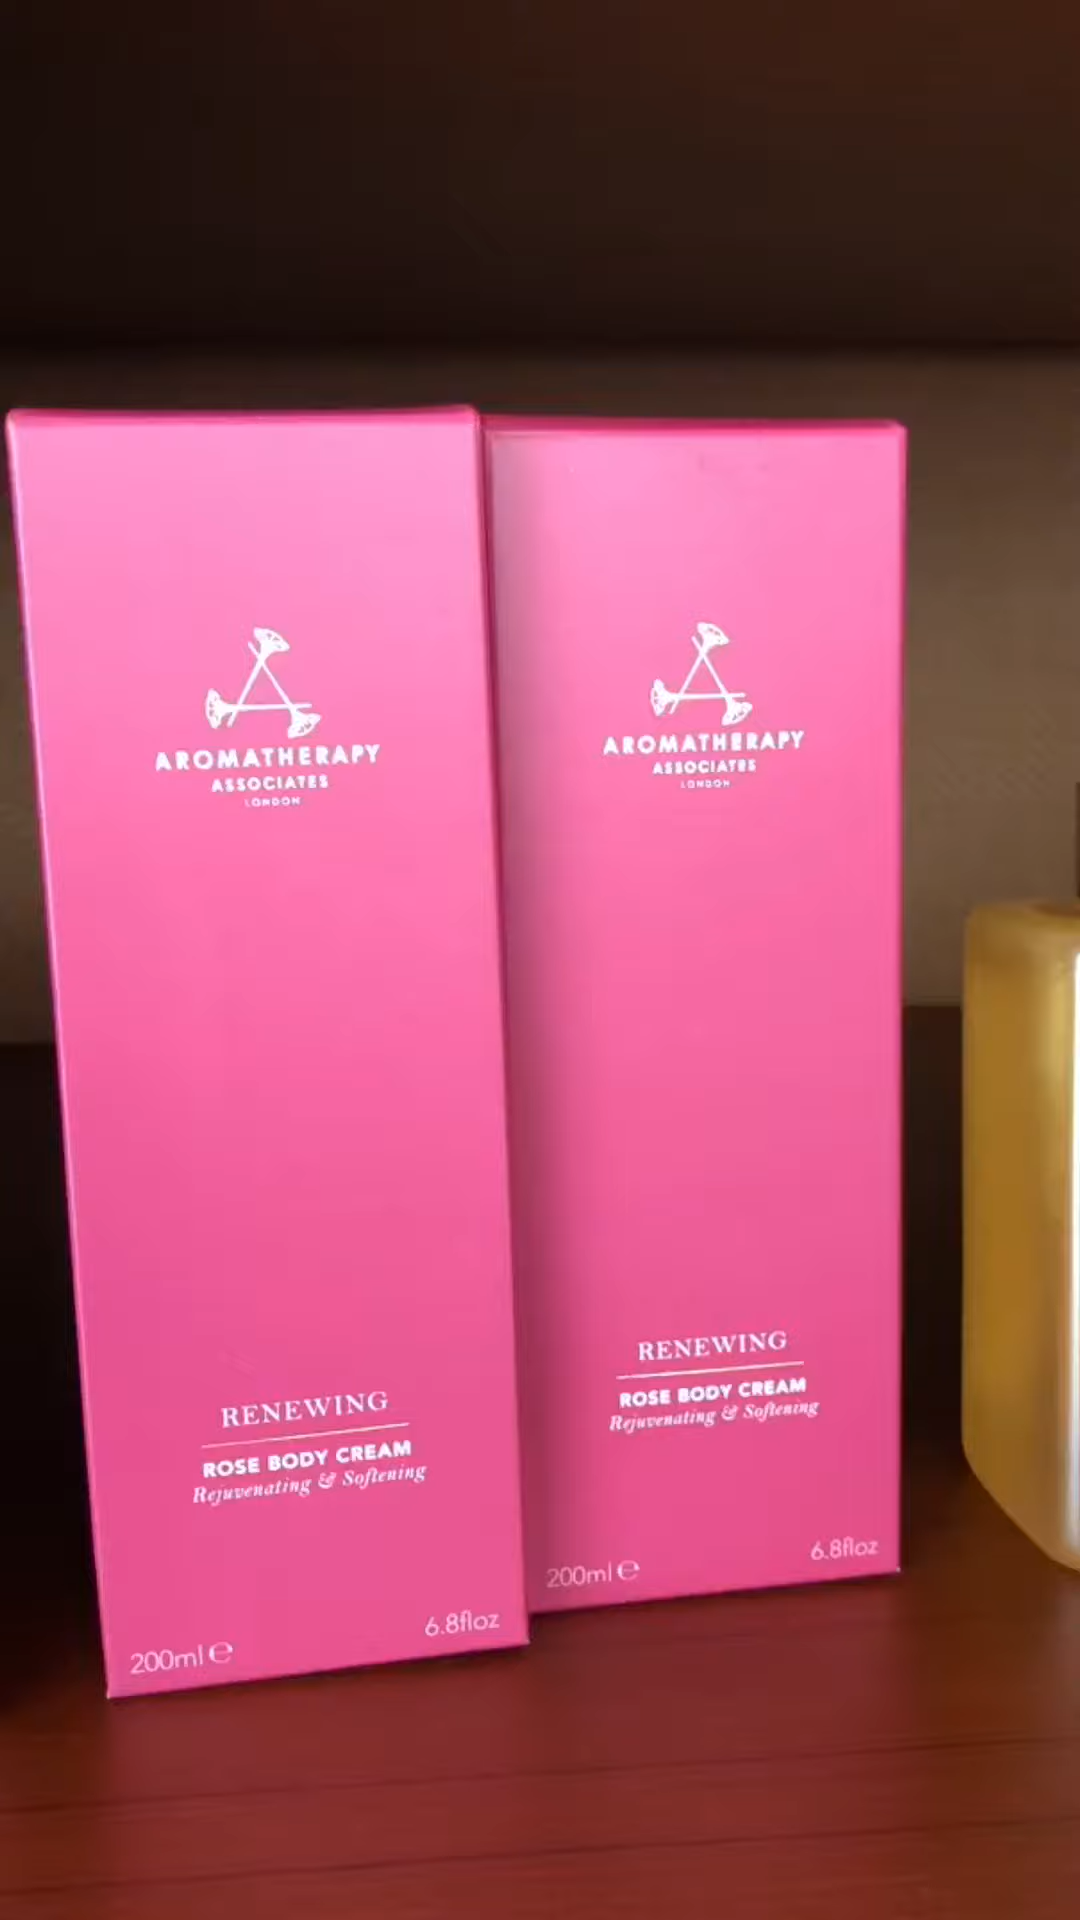 AROMATHERAPY
ASSOCIATES
LONDON
RENEWING
ROSE BODY CREAM
Rejuvenating & Softening
200ml ℮
6.8floz
AROMATHERAPY
ASSOCIATES
LONDON
RENEWING
ROSE BODY CREAM
Rejuvenating & Softening
200ml ℮
6.8floz